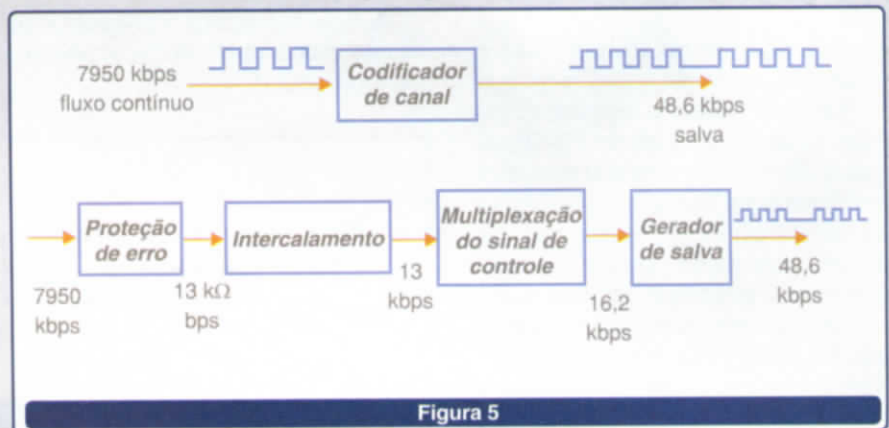 7950 kbps
fluxo contínuo
Codificador
de canal
48,6 kbps
salva
Proteção
de erro
Intercalamento
Multiplexação
do sinal de
controle
Gerador
de salva
7950
kbps
13 kΩ
bps
13
kbps
16,2
kbps
48,6
kbps
Figura 5